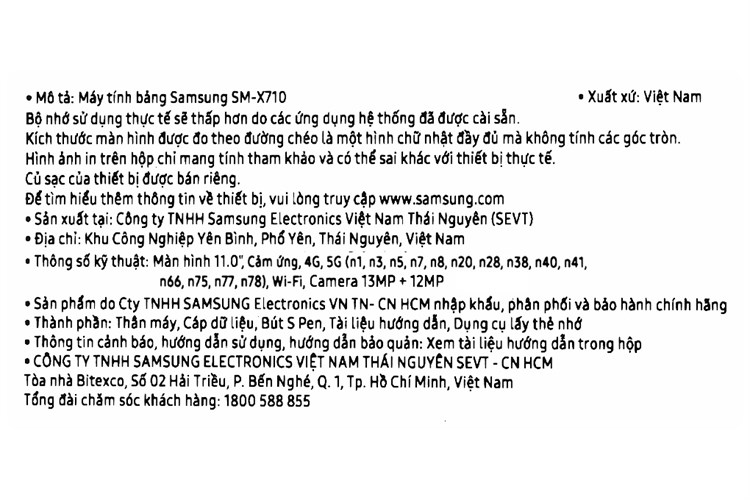 • Mô tả: Máy tính bảng Samsung SM-X710 • Xuất xứ: Việt Nam
Bộ nhớ sử dụng thực tế sẽ thấp hơn do các ứng dụng hệ thống đã được cài sẵn.
Kích thước màn hình được đo theo đường chéo là một hình chữ nhật đầy đủ mà không tính các góc tròn.
Hình ảnh in trên hộp chỉ mang tính tham khảo và có thể sai khác với thiết bị thực tế.
Củ sạc của thiết bị được bán riêng.
Để tìm hiểu thêm thông tin về thiết bị, vui lòng truy cập www.samsung.com
• Sản xuất tại: Công ty TNHH Samsung Electronics Việt Nam Thái Nguyên (SEVT)
• Địa chỉ: Khu Công Nghiệp Yên Bình, Phổ Yên, Thái Nguyên, Việt Nam
• Thông số kỹ thuật: Màn hình 11.0", Cảm ứng, 4G, 5G (n1, n3, n5, n7, n8, n20, n28, n38, n40, n41,
n66, n75, n77, n78), Wi-Fi, Camera 13MP + 12MP
• Sản phẩm do Cty TNHH SAMSUNG Electronics VN TN- CN HCM nhập khẩu, phân phối và bảo hành chính hãng
• Thành phần: Thân máy, Cáp dữ liệu, Bút S Pen, Tài liệu hướng dẫn, Dụng cụ lấy thẻ nhớ
• Thông tin cảnh báo, hướng dẫn sử dụng, hướng dẫn bảo quản: Xem tài liệu hướng dẫn trong hộp
• CÔNG TY TNHH SAMSUNG ELECTRONICS VIỆT NAM THÁI NGUYÊN SEVT - CN HCM
Tòa nhà Bitexco, Số 02 Hải Triều, P. Bến Nghé, Q. 1, Tp. Hồ Chí Minh, Việt Nam
Tổng đài chăm sóc khách hàng: 1800 588 855